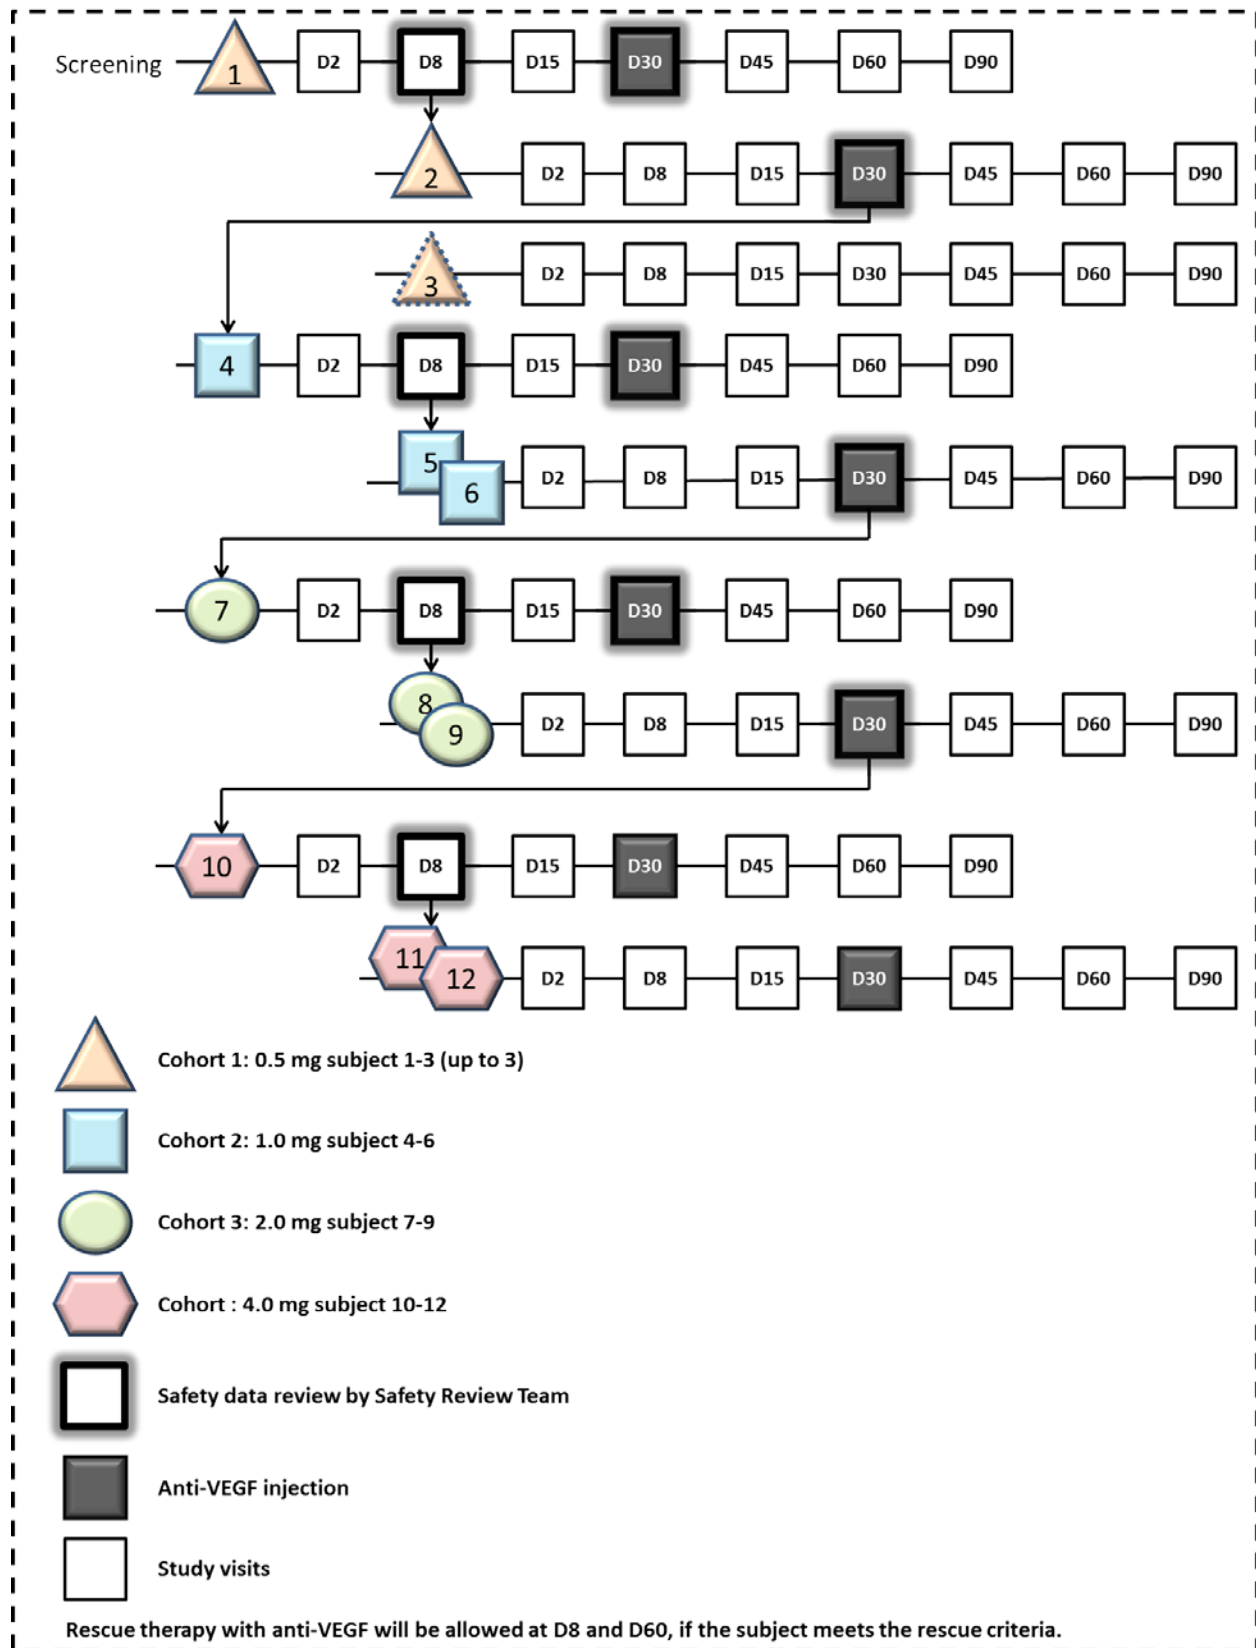 Screening 1 D2 D8 D15 D30 D45 D60 D90
2 D2 D8 D15 D30 D45 D60 D90
3 D2 D8 D15 D30 D45 D60 D90
4 D2 D8 D15 D30 D45 D60 D90
5 6 D2 D8 D15 D30 D45 D60 D90
7 D2 D8 D15 D30 D45 D60 D90
8 9 D2 D8 D15 D30 D45 D60 D90
10 D2 D8 D15 D30 D45 D60 D90
11 12 D2 D8 D15 D30 D45 D60 D90
Cohort 1: 0.5 mg subject 1-3 (up to 3)
Cohort 2: 1.0 mg subject 4-6
Cohort 3: 2.0 mg subject 7-9
Cohort : 4.0 mg subject 10-12
Safety data review by Safety Review Team
Anti-VEGF injection
Study visits
Rescue therapy with anti-VEGF will be allowed at D8 and D60, if the subject meets the rescue criteria.